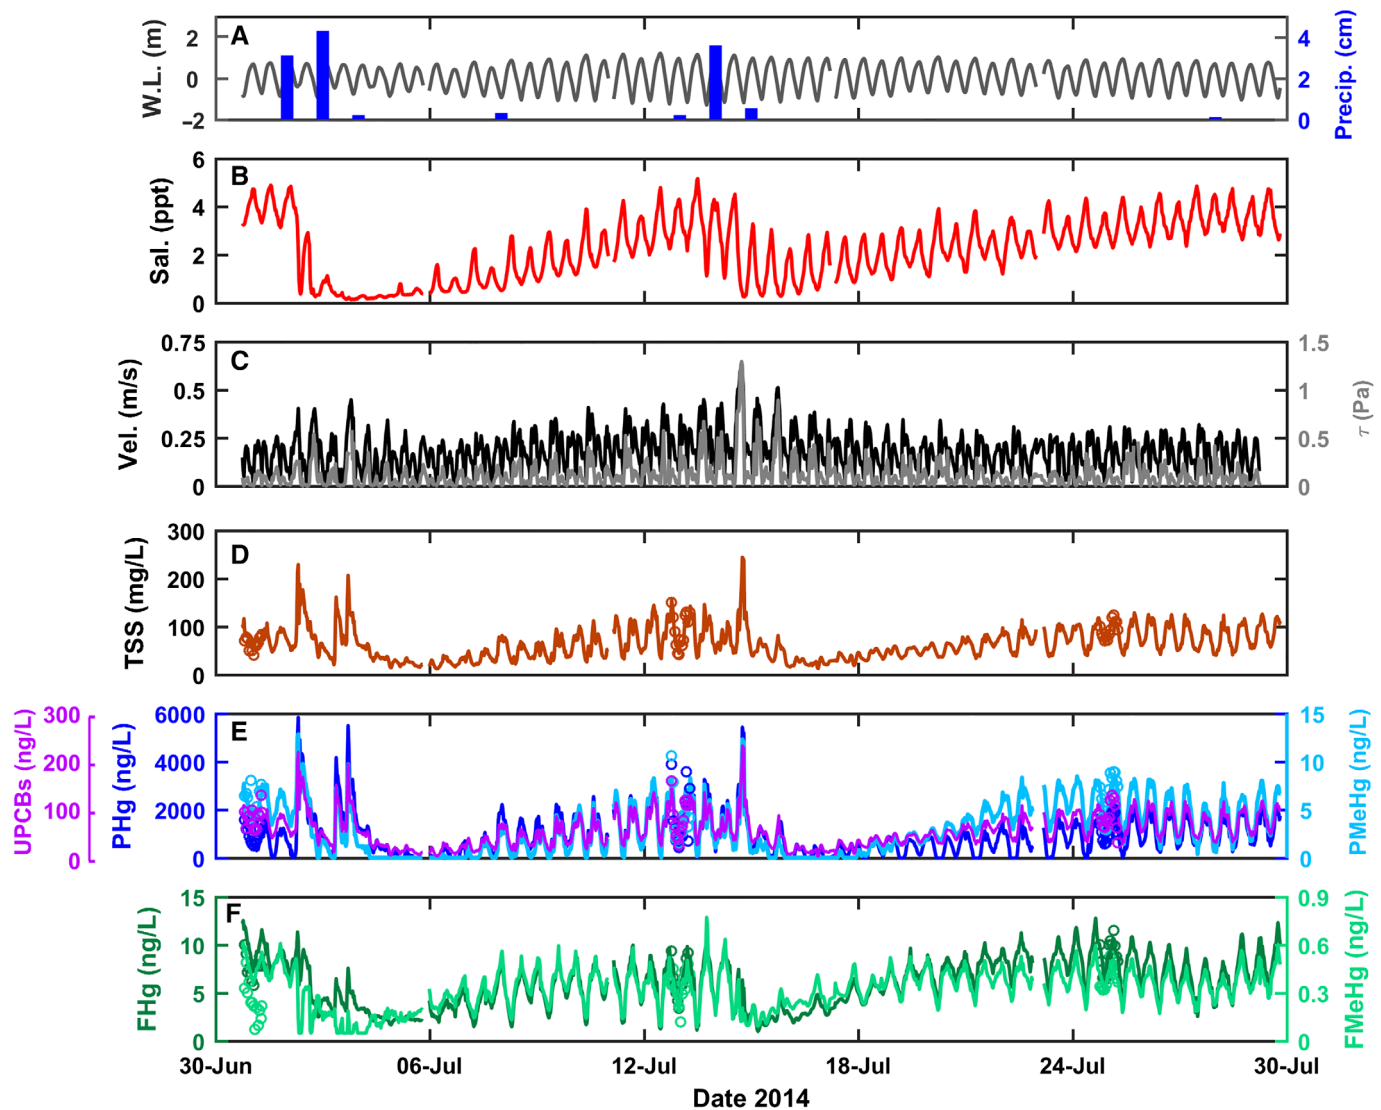 A
W.L. (m)
2
0
−2
4
2
0
Precip. (cm)
B
Sal. (ppt)
6
4
2
0
C
Vel. (m/s)
0.75
0.5
0.25
0
1.5
1
0.5
0
τ (Pa)
D
TSS (mg/L)
300
200
100
0
E
UPCBs (ng/L)
300
200
100
0
PHg (ng/L)
6000
4000
2000
0
15
10
5
0
PMeHg (ng/L)
F
FHg (ng/L)
15
10
5
0
0.9
0.6
0.3
0
FMeHg (ng/L)
30-Jun 06-Jul 12-Jul 18-Jul 24-Jul 30-Jul
Date 2014